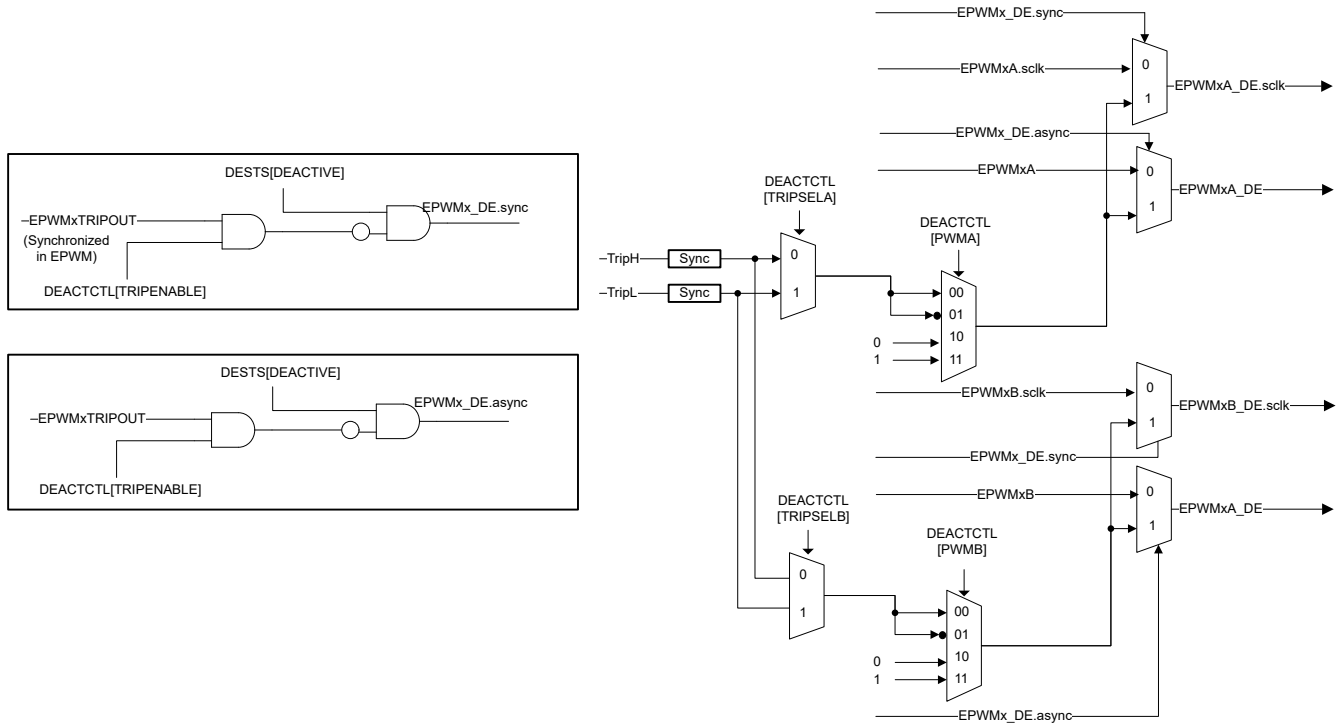 EPWMx_DE.sync
EPWMxA.sclk
0
1
EPWMxA_DE.sclk
EPWMx_DE.async
EPWMxA
0
1
EPWMxA_DE
DESTS[DEACTIVE]
EPWMxTRIPOUT
(Synchronized
in EPWM)
EPWMx_DE.sync
DEACTCTL[TRIPENABLE]
DEACTCTL
[TRIPSELA]
TripH
Sync
TripL
Sync
0
1
DEACTCTL
[PWMA]
00
01
10
11
0
1
DESTS[DEACTIVE]
EPWMxTRIPOUT
EPWMx_DE.async
DEACTCTL[TRIPENABLE]
EPWMxB.sclk
0
1
EPWMxB_DE.sclk
EPWMx_DE.sync
EPWMxB
0
1
EPWMxA_DE
DEACTCTL
[TRIPSELB]
0
1
DEACTCTL
[PWMB]
00
01
10
11
0
1
EPWMx_DE.async